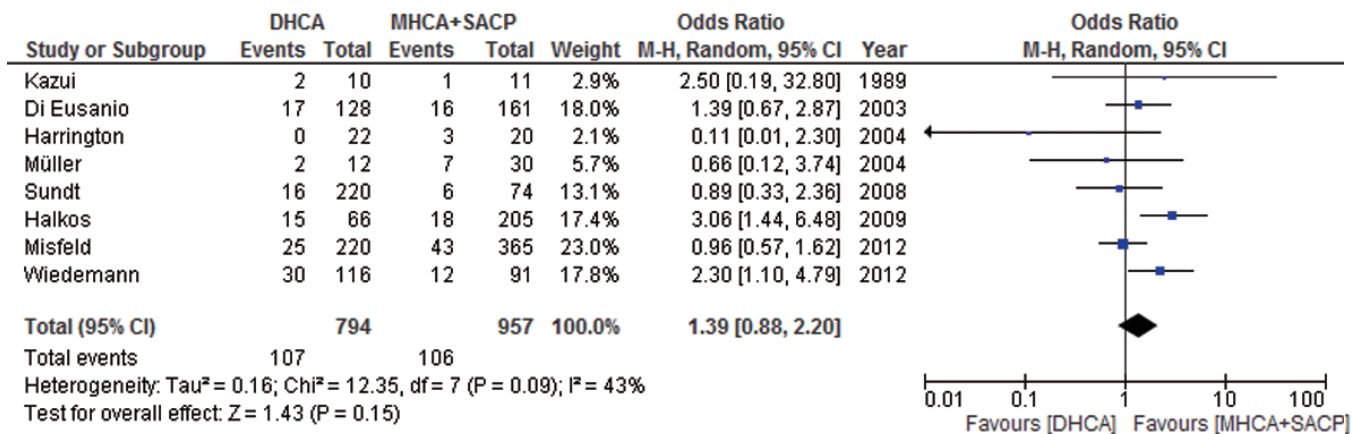 DHCA MHCA+SACP Odds Ratio Odds Ratio
Study or Subgroup Events Total Events Total Weight M-H, Random, 95% CI Year M-H, Random, 95% CI
Kazui 2 10 1 11 2.9% 2.50 [0.19, 32.80] 1989
Di Eusanio 17 128 16 161 18.0% 1.39 [0.67, 2.87] 2003
Harrington 0 22 3 20 2.1% 0.11 [0.01, 2.30] 2004
Müller 2 12 7 30 5.7% 0.66 [0.12, 3.74] 2004
Sundt 16 220 6 74 13.1% 0.89 [0.33, 2.36] 2008
Halkos 15 66 18 205 17.4% 3.06 [1.44, 6.48] 2009
Misfeld 25 220 43 365 23.0% 0.96 [0.57, 1.62] 2012
Wiedemann 30 116 12 91 17.8% 2.30 [1.10, 4.79] 2012
Total (95% CI) 794 957 100.0% 1.39 [0.88, 2.20]
Total events 107 106
Heterogeneity: Tau² = 0.16; Chi² = 12.35, df = 7 (P = 0.09); I² = 43%
Test for overall effect: Z = 1.43 (P = 0.15)
0.01 0.1 1 10 100
Favours [DHCA] Favours [MHCA+SACP]